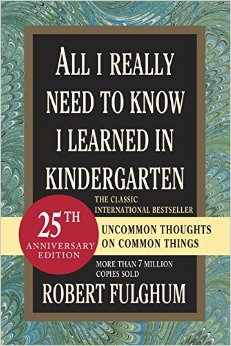 ALL I REALLY
NEED TO KNOW
I LEARNED IN
KINDERGARTEN
THE CLASSIC
INTERNATIONAL BESTSELLER
25TH
ANNIVERSARY
EDITION
UNCOMMON THOUGHTS
ON COMMON THINGS
MORE THAN 7 MILLION
COPIES SOLD
ROBERT FULGHUM